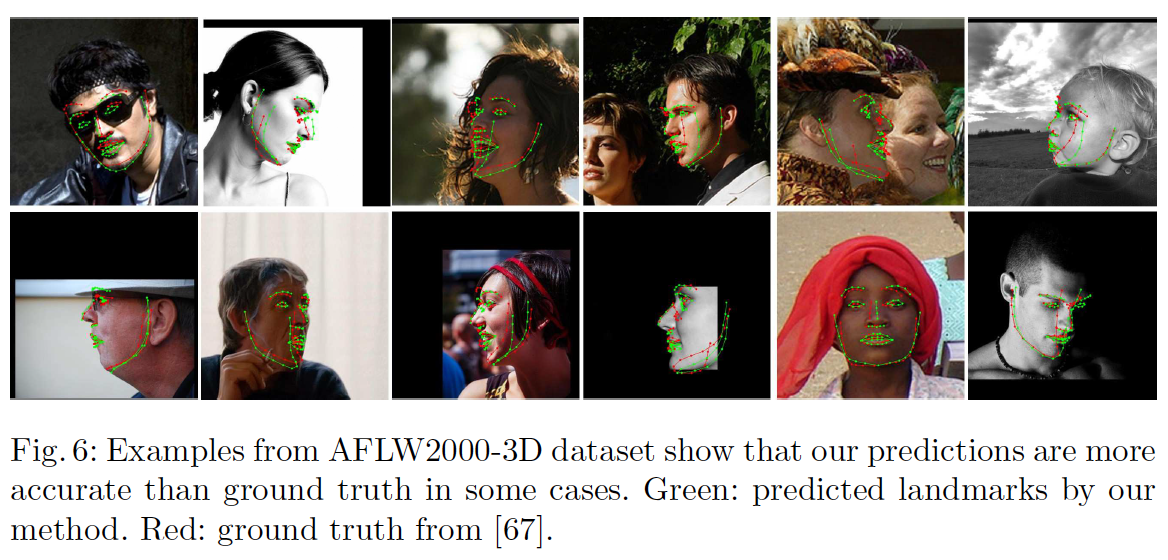 Fig. 6: Examples from AFLW2000-3D dataset show that our predictions are more
accurate than ground truth in some cases. Green: predicted landmarks by our
method. Red: ground truth from [67].